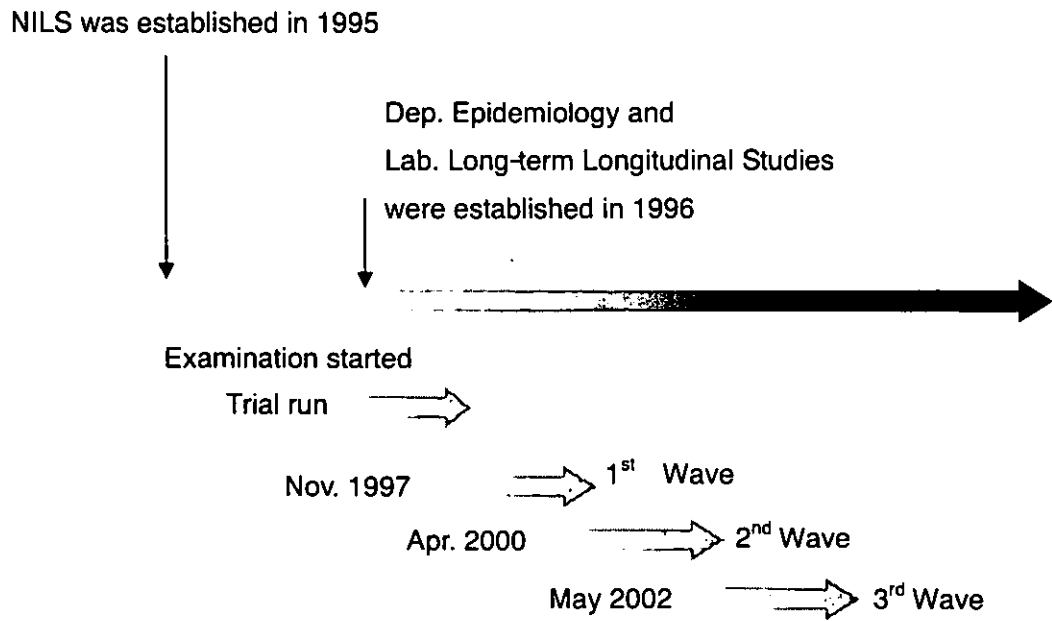 NILS was established in 1995
Dep. Epidemiology and
Lab. Long-term Longitudinal Studies
were established in 1996
Examination started
Trial run
Nov. 1997 1st Wave
Apr. 2000 2nd Wave
May 2002 3rd Wave